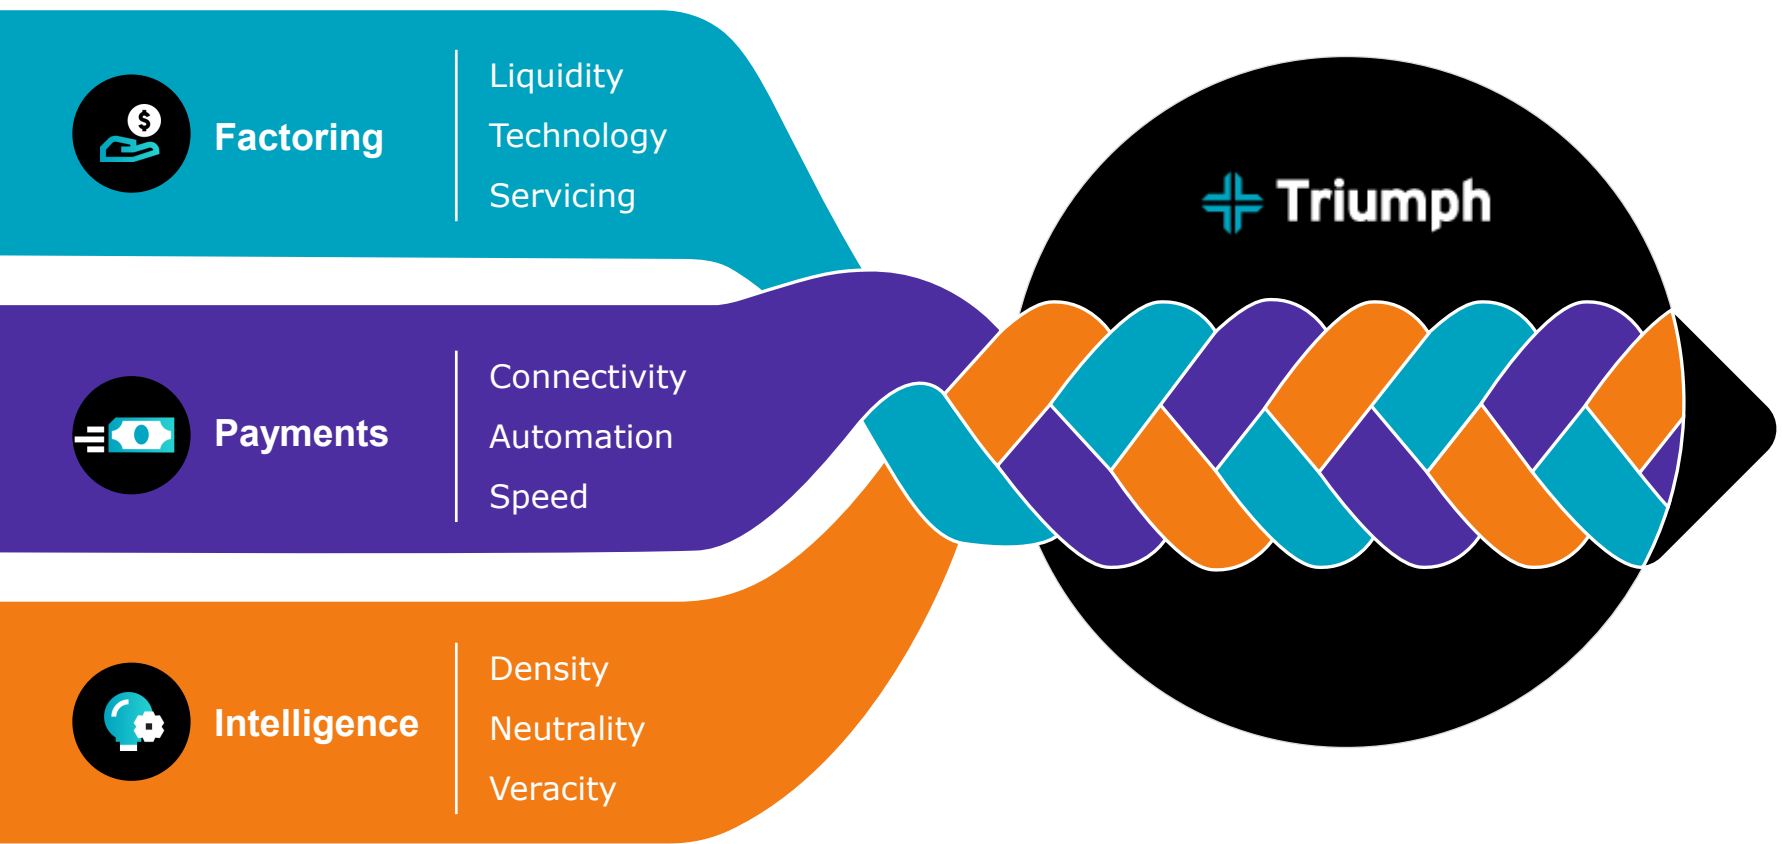 Factoring
Liquidity
Technology
Servicing
Payments
Connectivity
Automation
Speed
Intelligence
Density
Neutrality
Veracity
Triumph
$